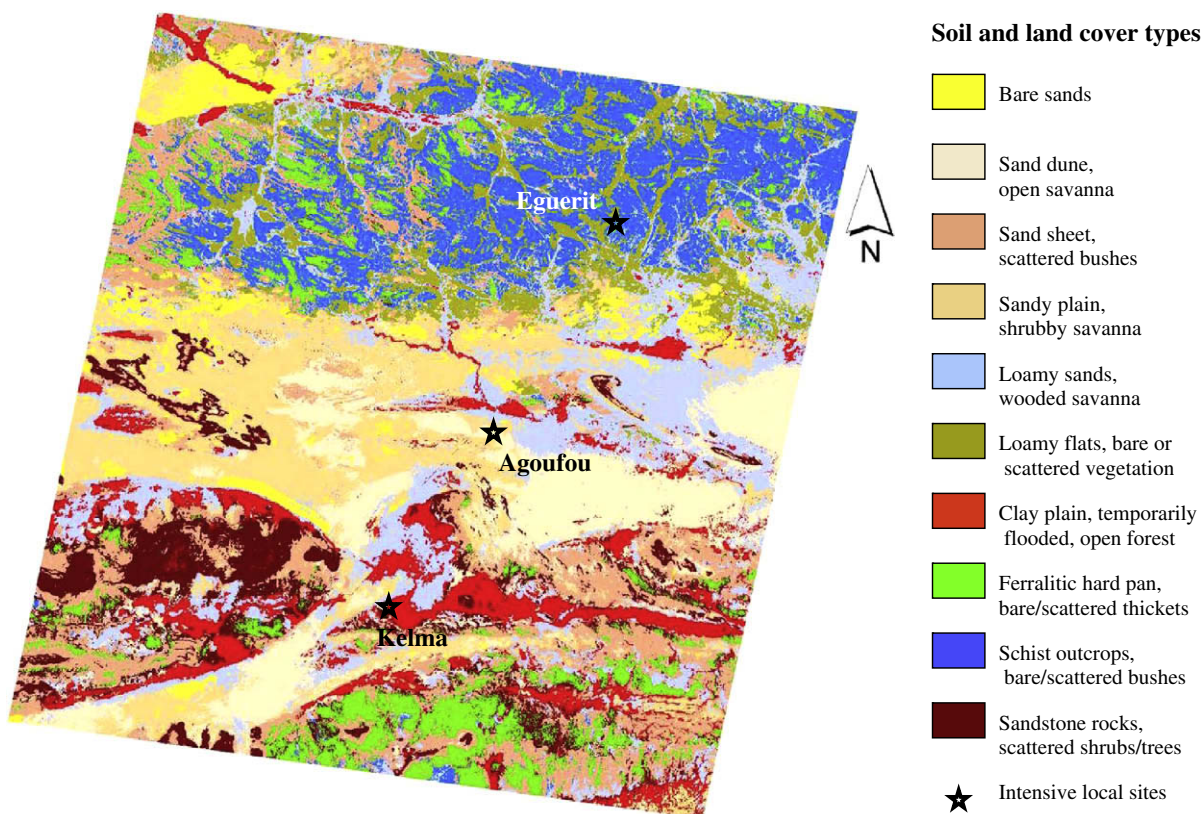 Soil and land cover types
Bare sands
Sand dune,
open savanna
Sand sheet,
scattered bushes
Sandy plain,
shrubby savanna
Loamy sands,
wooded savanna
Loamy flats, bare or
scattered vegetation
Clay plain, temporarily
flooded, open forest
Ferralitic hard pan,
bare/scattered thickets
Schist outcrops,
bare/scattered bushes
Sandstone rocks,
scattered shrubs/trees
Intensive local sites
Eguerit
N
Agoufou
Kelma